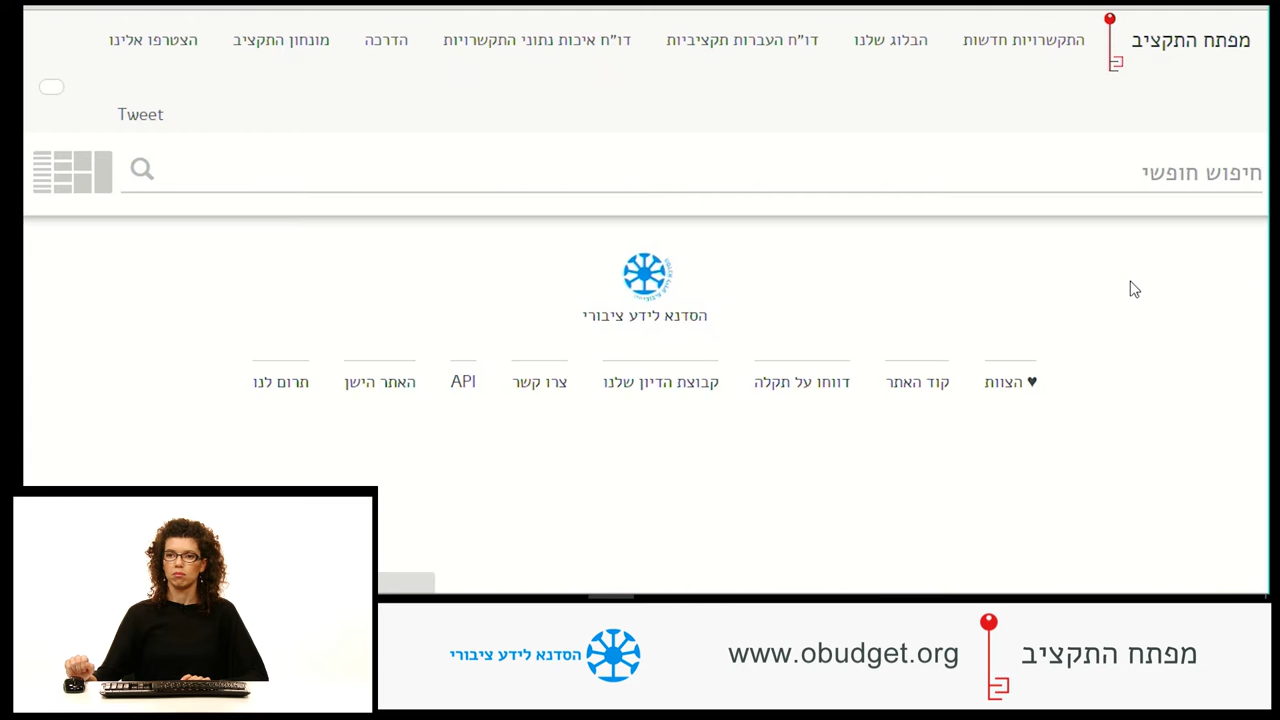 מפתח התקציב
התקשרויות חדשות
הבלוג שלנו
דו"ח העברות תקציביות
דו"ח איכות נתוני התקשרויות
הדרכה
מונחון התקציב
הצטרפו אלינו
Tweet
חיפוש חופשי
הסדנא לידע ציבורי
♥ הצוות
קוד האתר
דווחו על תקלה
קבוצת הדיון שלנו
צרו קשר
API
האתר הישן
תרום לנו
מפתח התקציב
www.obudget.org
הסדנא לידע ציבורי